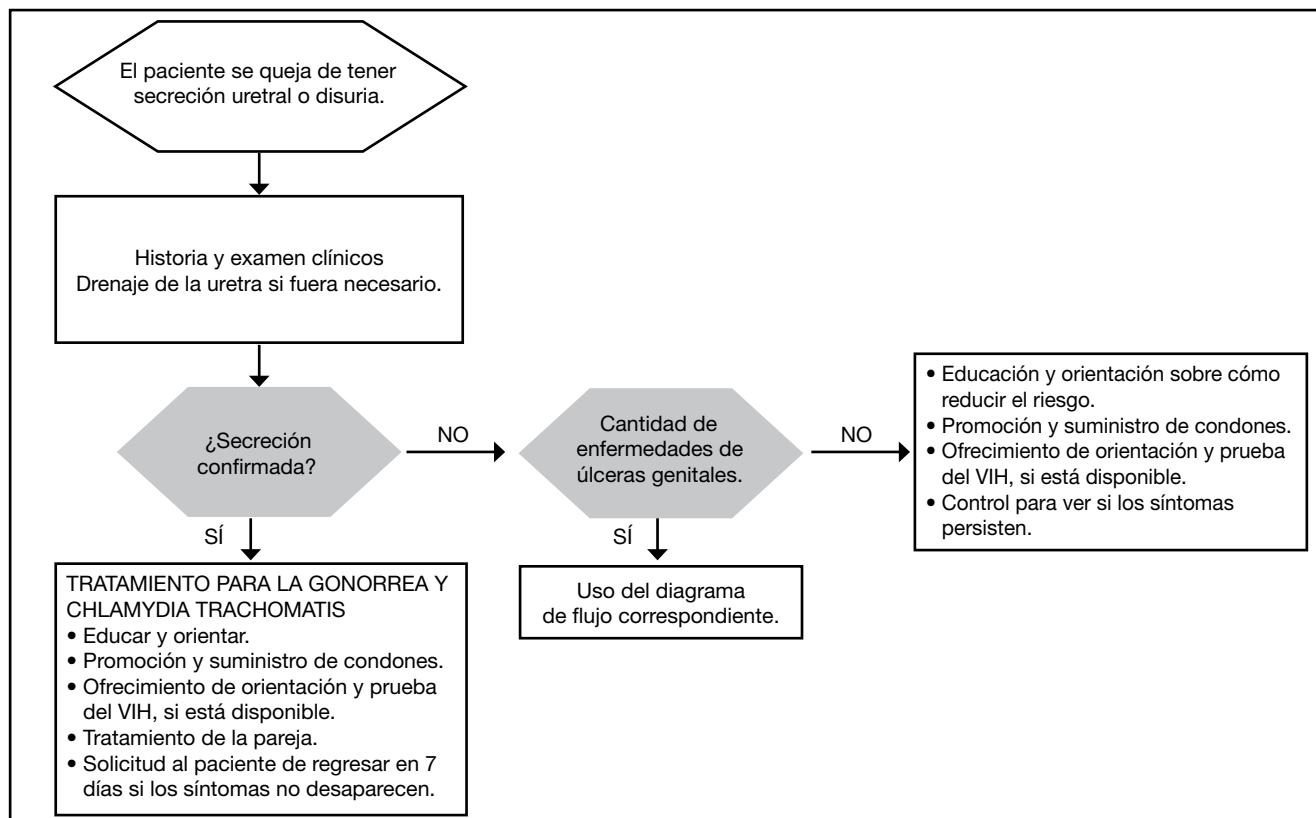 El paciente se queja de tener
secreción uretral o disuria.
Historia y examen clínicos
Drenaje de la uretra si fuera necesario.
¿Secreción
confirmada?
NO
Cantidad de
enfermedades de
úlceras genitales.
NO
• Educación y orientación sobre cómo
reducir el riesgo.
• Promoción y suministro de condones.
• Ofrecimiento de orientación y prueba
del VIH, si está disponible.
• Control para ver si los síntomas
persisten.
SÍ
SÍ
TRATAMIENTO PARA LA GONORREA Y
CHLAMYDIA TRACHOMATIS
• Educar y orientar.
• Promoción y suministro de condones.
• Ofrecimiento de orientación y prueba
del VIH, si está disponible.
• Tratamiento de la pareja.
• Solicitud al paciente de regresar en 7
días si los síntomas no desaparecen.
Uso del diagrama
de flujo correspondiente.